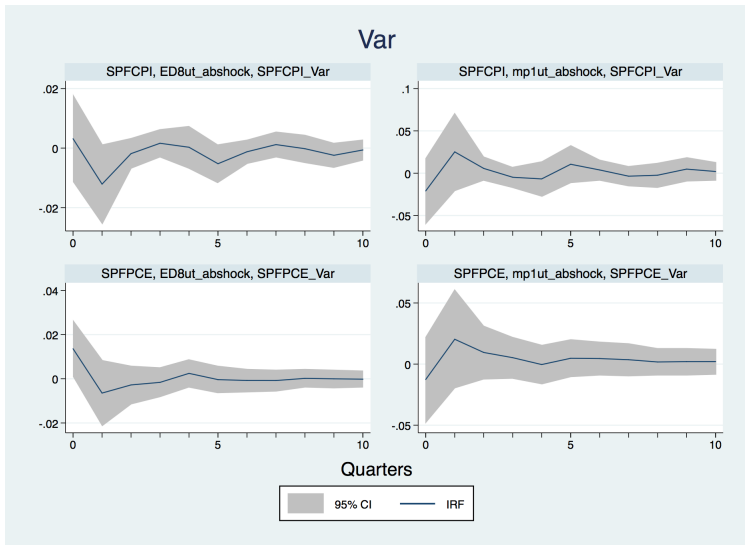 Var
SPFCPI, ED8ut_abshock, SPFCPI_Var
.02
0
-.02
0 5 10
SPFCPI, mp1ut_abshock, SPFCPI_Var
.1
.05
0
-.05
0 5 10
SPFPCE, ED8ut_abshock, SPFPCE_Var
.04
.02
0
-.02
0 5 10
SPFPCE, mp1ut_abshock, SPFPCE_Var
.05
0
-.05
0 5 10
Quarters
95% CI IRF